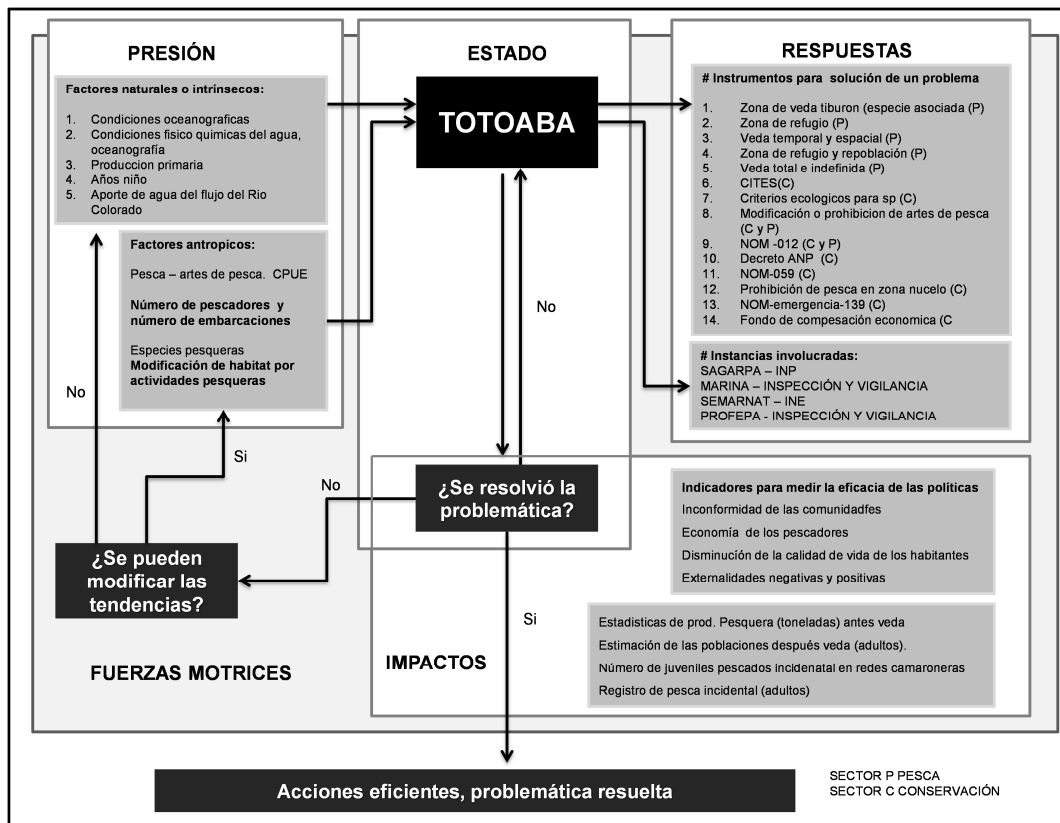 PRESIÓN
Factores naturales o intrínsecos:
1. Condiciones oceanograficas
2. Condiciones fisico quimicas del agua,
oceanografía
3. Produccion primaria
4. Años niño
5. Aporte de agua del flujo del Rio
Colorado
Factores antropicos:
Pesca – artes de pesca. CPUE
Número de pescadores y
número de embarcaciones
Especies pesqueras
Modificación de habitat por
actividades pesqueras
No
Si
¿Se pueden
modificar las
tendencias?
FUERZAS MOTRICES
ESTADO
TOTOABA
No
¿Se resolvió la
problemática?
No
Si
IMPACTOS
RESPUESTAS
# Instrumentos para solución de un problema
1. Zona de veda tiburon (especie asociada (P)
2. Zona de refugio (P)
3. Veda temporal y espacial (P)
4. Zona de refugio y repoblación (P)
5. Veda total e indefinida (P)
6. CITES(C)
7. Criterios ecologicos para sp (C)
8. Modificación o prohibicion de artes de pesca
(C y P)
9. NOM -012 (C y P)
10. Decreto ANP (C)
11. NOM-059 (C)
12. Prohibición de pesca en zona nucelo (C)
13. NOM-emergencia-139 (C)
14. Fondo de compesación economica (C
# Instancias involucradas:
SAGARPA – INP
MARINA – INSPECCIÓN Y VIGILANCIA
SEMARNAT – INE
PROFEPA - INSPECCIÓN Y VIGILANCIA
Indicadores para medir la eficacia de las políticas
Inconformidad de las comunidadfes
Economía de los pescadores
Disminución de la calidad de vida de los habitantes
Externalidades negativas y positivas
Estadisticas de prod. Pesquera (toneladas) antes veda
Estimación de las poblaciones después veda (adultos).
Número de juveniles pescados incidenatal en redes camaroneras
Registro de pesca incidental (adultos)
Acciones eficientes, problemática resuelta
SECTOR P PESCA
SECTOR C CONSERVACIÓN